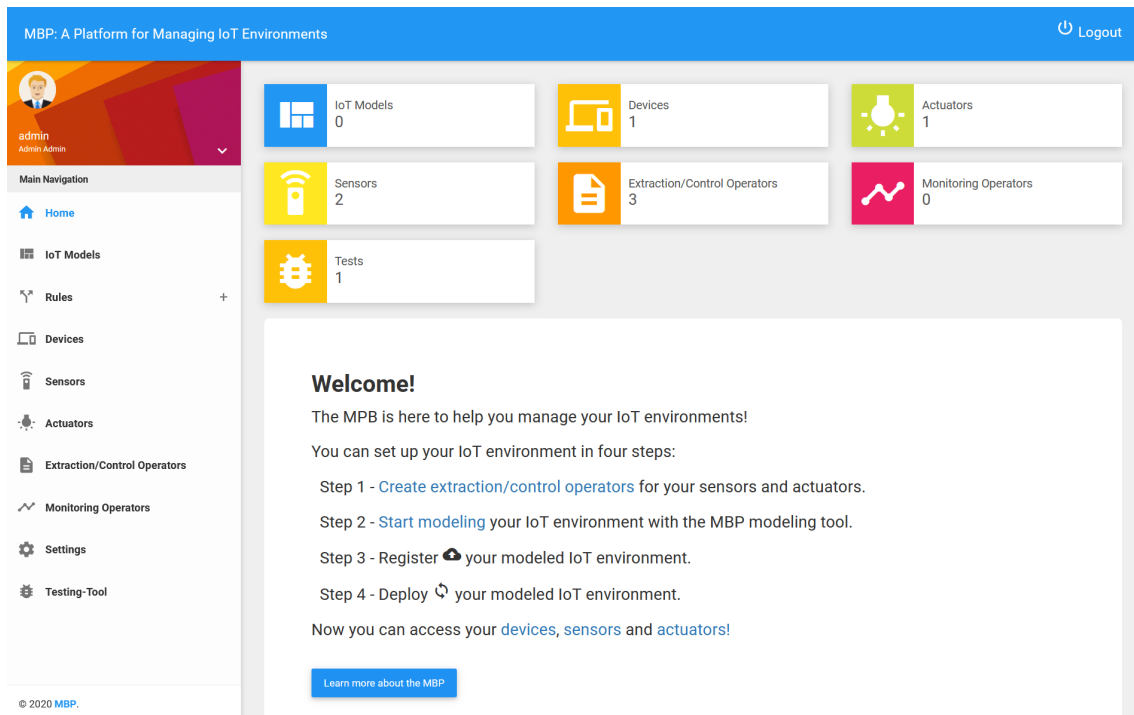 MBP: A Platform for Managing IoT Environments
Logout
admin
Admin Admin
Main Navigation
Home
IoT Models
Rules +
Devices
Sensors
Actuators
Extraction/Control Operators
Monitoring Operators
Settings
Testing-Tool
© 2020 MBP.
IoT Models
0
Devices
1
Actuators
1
Sensors
2
Extraction/Control Operators
3
Monitoring Operators
0
Tests
1
Welcome!
The MPB is here to help you manage your IoT environments!
You can set up your IoT environment in four steps:
Step 1 - Create extraction/control operators for your sensors and actuators.
Step 2 - Start modeling your IoT environment with the MBP modeling tool.
Step 3 - Register your modeled IoT environment.
Step 4 - Deploy your modeled IoT environment.
Now you can access your devices, sensors and actuators!
Learn more about the MBP